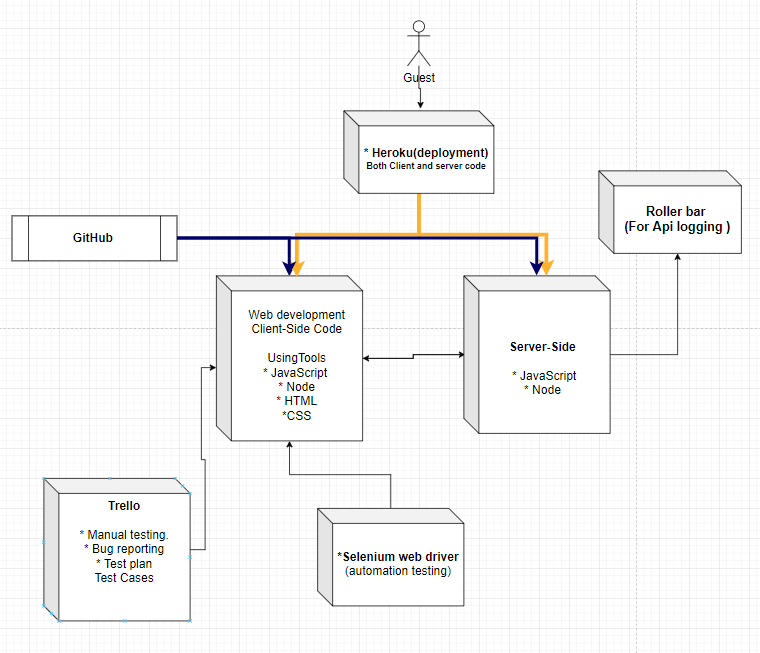 Guest
* Heroku(deployment)
Both Client and server code
Roller bar
(For Api logging )
GitHub
Web development
Client-Side Code
UsingTools
* JavaScript
* Node
* HTML
*CSS
Server-Side
* JavaScript
* Node
Trello
* Manual testing.
* Bug reporting
* Test plan
Test Cases
*Selenium web driver
(automation testing)